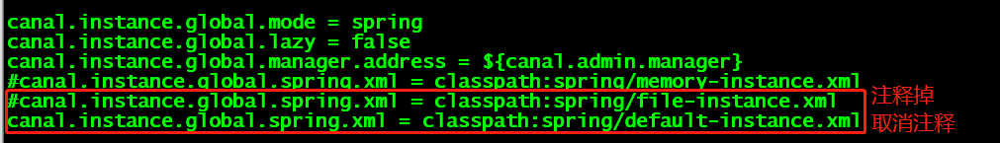 canal.instance.global.mode = spring
canal.instance.global.lazy = false
canal.instance.global.manager.address = ${canal.admin.manager}
#canal.instance.global.spring.xml = classpath:spring/memory-instance.xml
#canal.instance.global.spring.xml = classpath:spring/file-instance.xml 注释掉
canal.instance.global.spring.xml = classpath:spring/default-instance.xml 取消注释